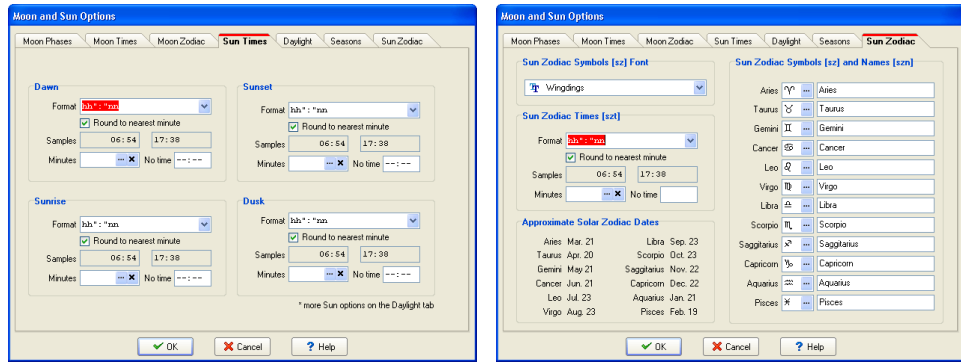 Moon and Sun Options
Moon Phases Moon Times Moon Zodiac Sun Times Daylight Seasons Sun Zodiac
Dawn
Format hh":"nn
Round to nearest minute
Samples 06:54 17:38
Minutes ... No time --:--
Sunset
Format hh":"nn
Round to nearest minute
Samples 06:54 17:38
Minutes ... No time --:--
Sunrise
Format hh":"nn
Round to nearest minute
Samples 06:54 17:38
Minutes ... No time --:--
Dusk
Format hh":"nn
Round to nearest minute
Samples 06:54 17:38
Minutes ... No time --:--
* more Sun options on the Daylight tab
OK Cancel Help
Moon and Sun Options
Moon Phases Moon Times Moon Zodiac Sun Times Daylight Seasons Sun Zodiac
Sun Zodiac Symbols [sz] Font
Wingdings
Sun Zodiac Times [szt]
Format hh":"nn
Round to nearest minute
Samples 06:54 17:38
Minutes ... No time
Approximate Solar Zodiac Dates
Aries Mar. 21 Libra Sep. 23
Taurus Apr. 20 Scorpio Oct. 23
Gemini May 21 Saggitarius Nov. 22
Cancer Jun. 21 Capricorn Dec. 22
Leo Jul. 23 Aquarius Jan. 21
Virgo Aug. 23 Pisces Feb. 19
Sun Zodiac Symbols [sz] and Names [szn]
Aries ♈ ... Aries
Taurus ♉ ... Taurus
Gemini ♊ ... Gemini
Cancer ♋ ... Cancer
Leo ♌ ... Leo
Virgo ♍ ... Virgo
Libra ♎ ... Libra
Scorpio ♏ ... Scorpio
Saggitarius ♐ ... Saggitarius
Capricorn ♑ ... Capricorn
Aquarius ♒ ... Aquarius
Pisces ♓ ... Pisces
OK Cancel Help